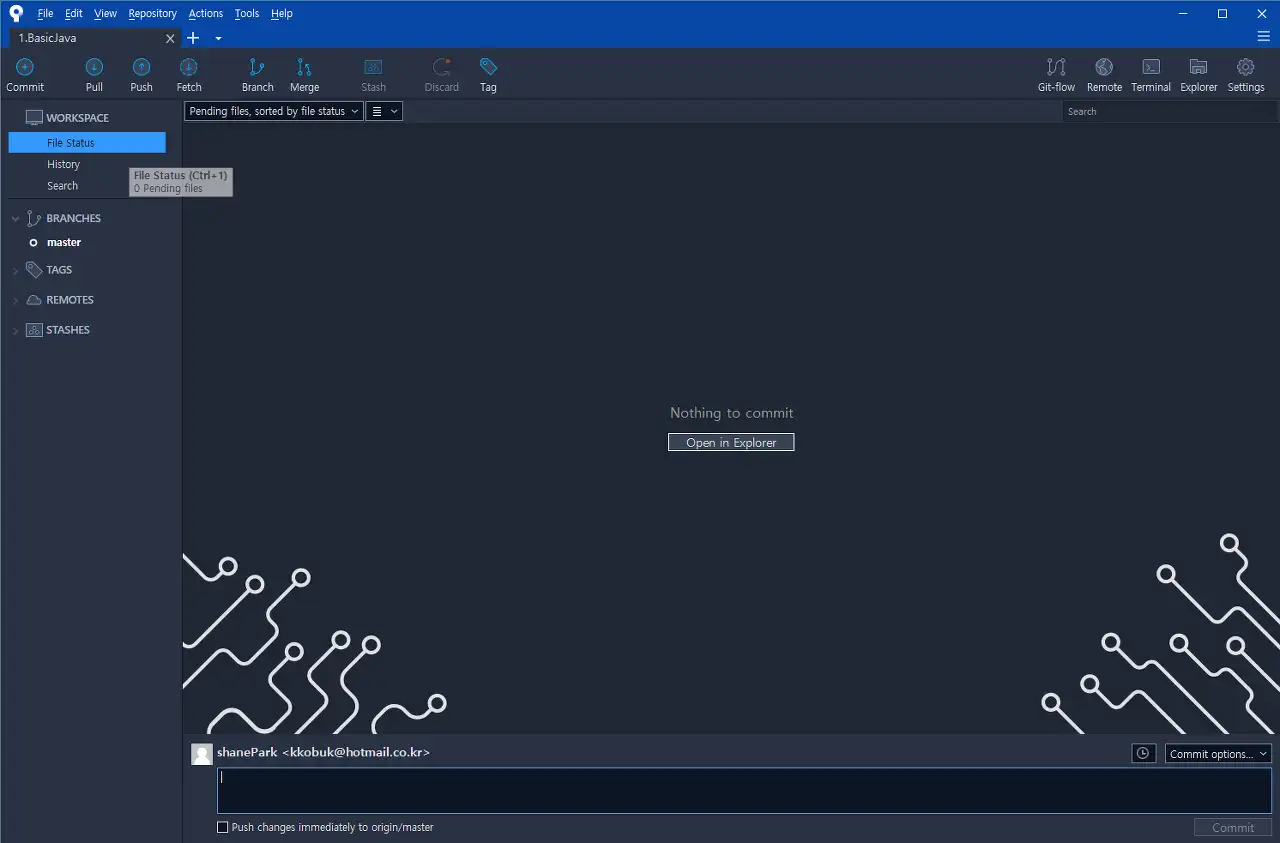 File Edit View Repository Actions Tools Help
1.BasicJava
Commit Pull Push Fetch Branch Merge Stash Discard Tag Git-flow Remote Terminal Explorer Settings
Pending files, sorted by file status
Search
WORKSPACE
File Status
History
Search
File Status (Ctrl+1)
0 Pending files
BRANCHES
master
TAGS
REMOTES
STASHES
Nothing to commit
Open in Explorer
shanePark <kkobuk@hotmail.co.kr>
Commit options...
Push changes immediately to origin/master
Commit